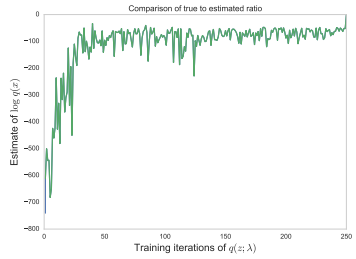 Comparison of true to estimated ratio
Estimate of log q(x)
0
−100
−200
−300
−400
−500
−600
−700
−800
0 50 100 150 200 250
Training iterations of q(z; λ)